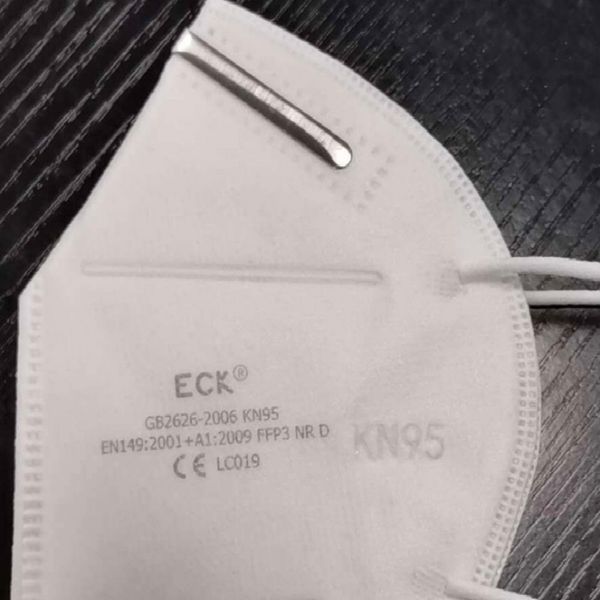 ECK®
GB2626-2006 KN95
EN149:2001+A1:2009 FFP3 NR D
CE LC019
KN95